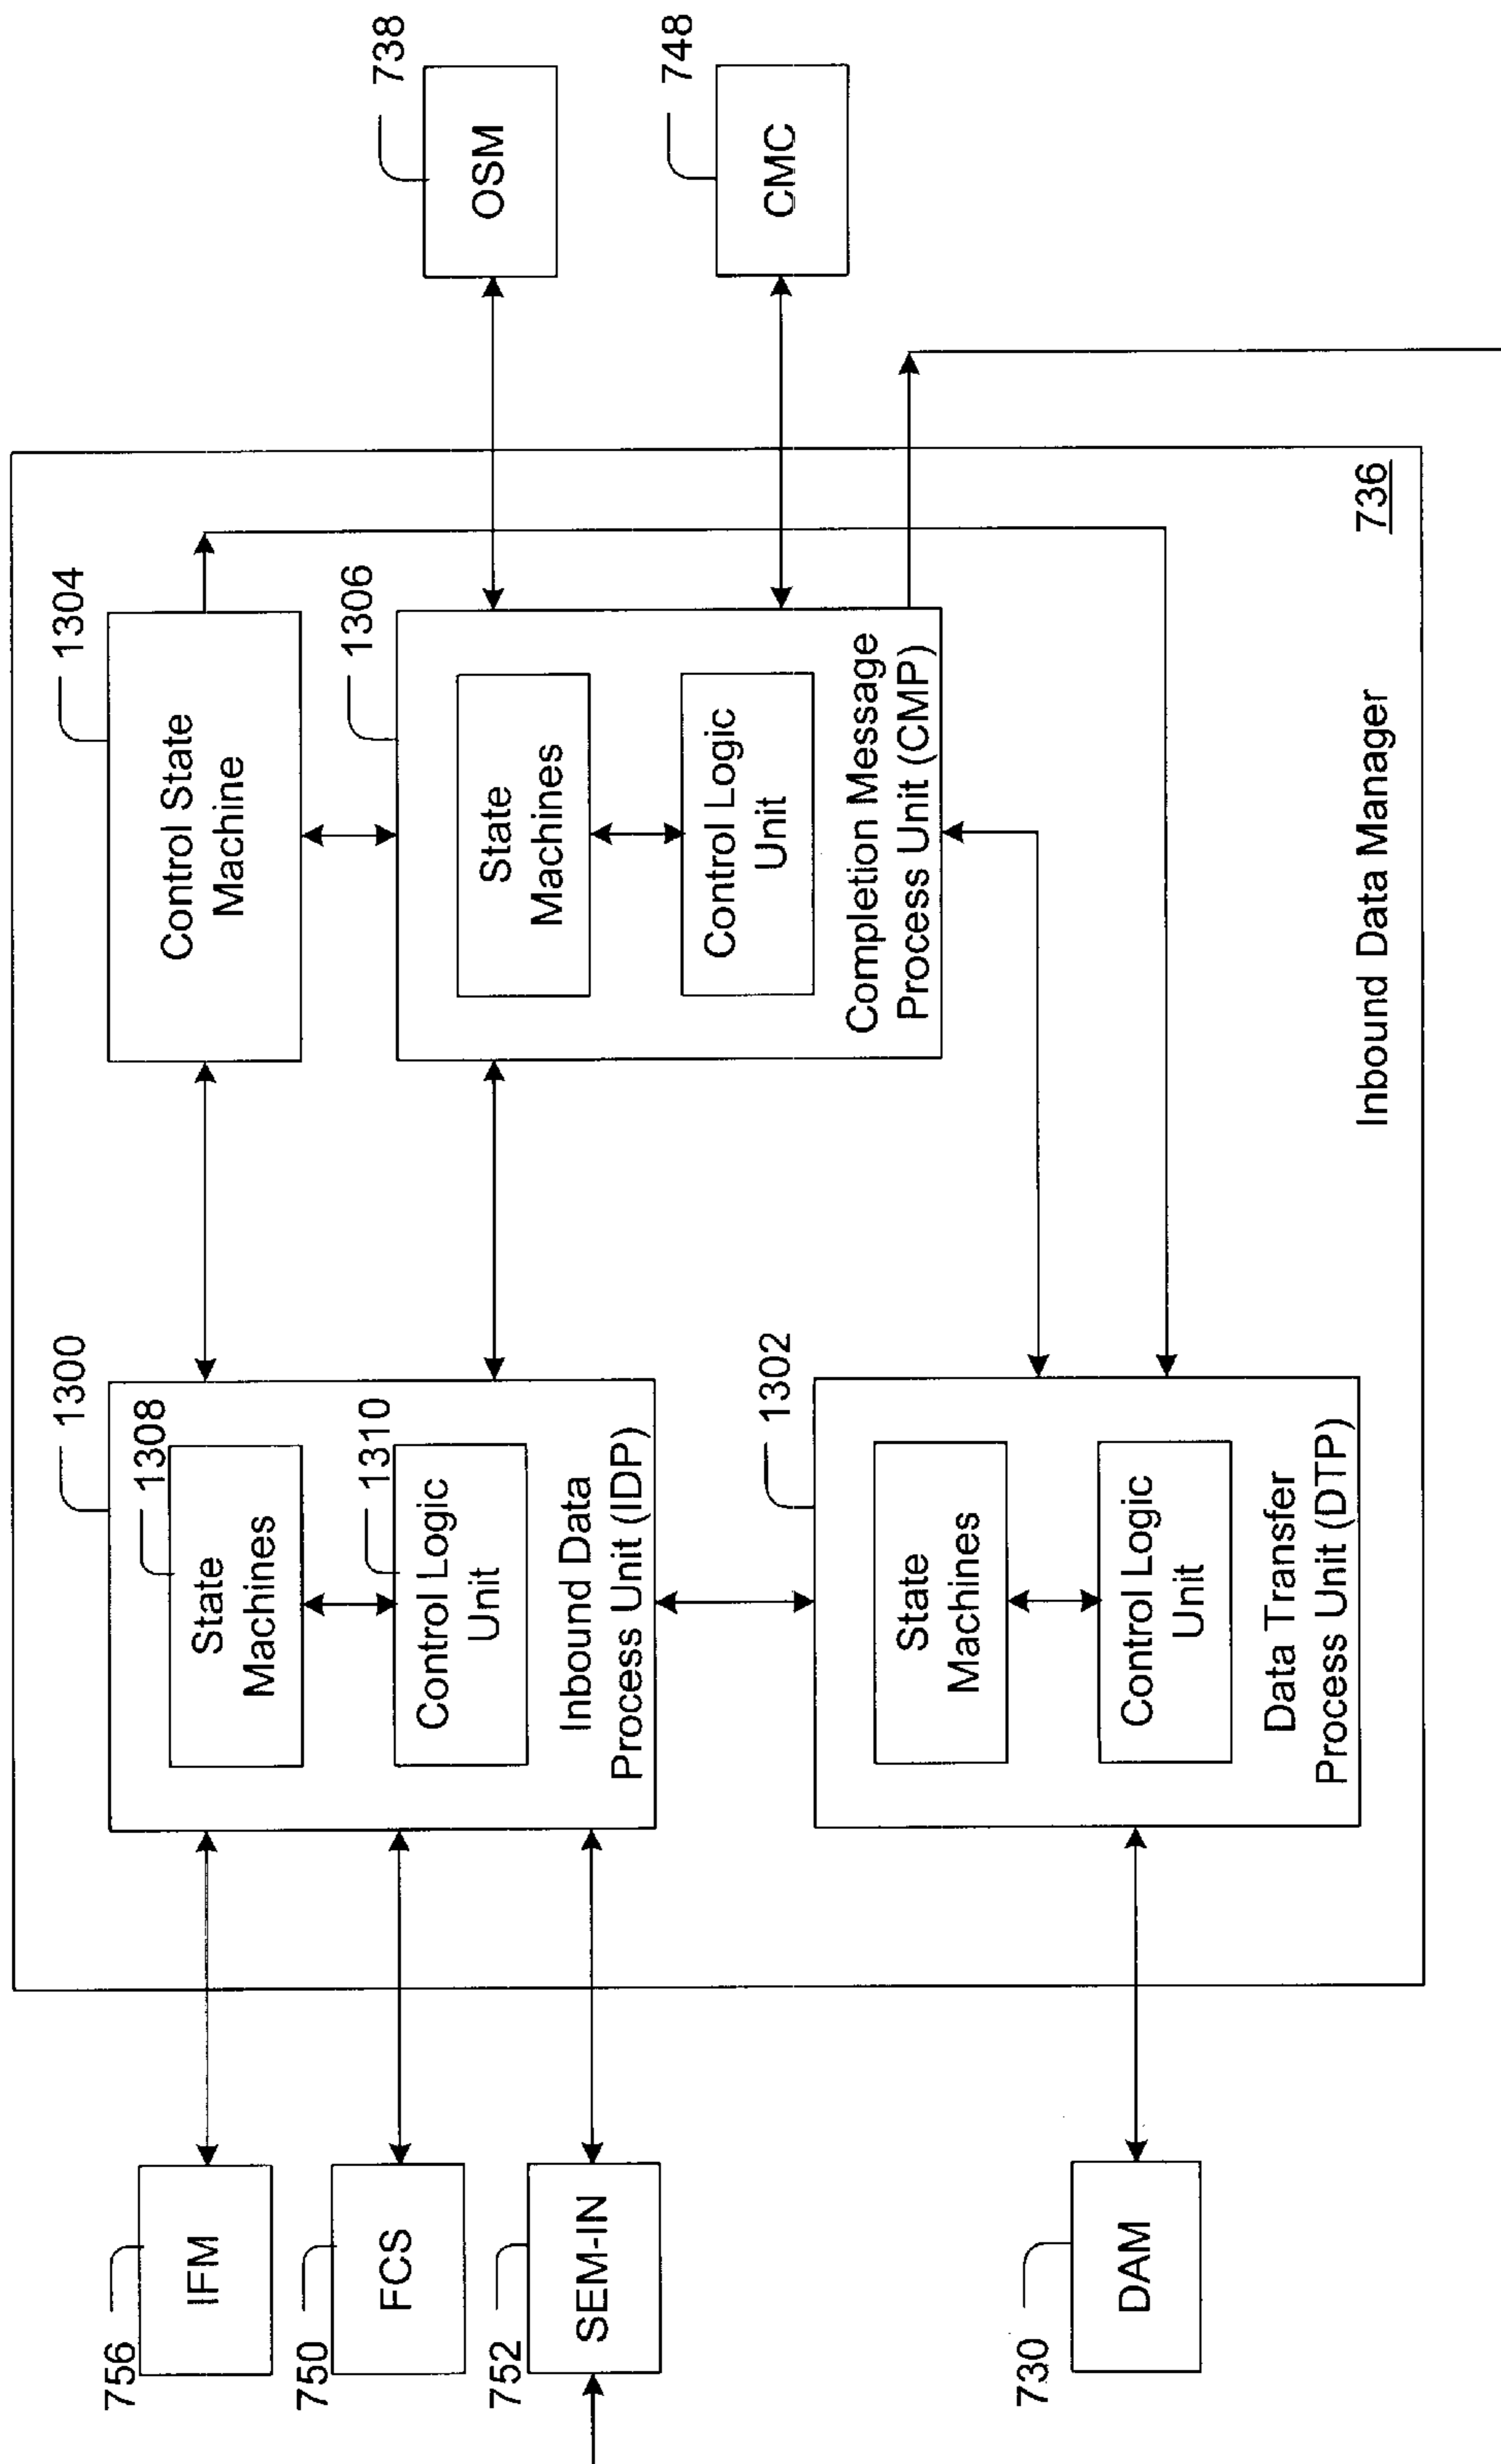 756
IFM
750
FCS
752
SEM-IN
730
DAM
1300
State
Machines
1308
Control Logic
Unit
1310
Inbound Data
Process Unit (IDP)
1302
State
Machines
Control Logic
Unit
Data Transfer
Process Unit (DTP)
1304
Control State
Machine
1306
State
Machines
Control Logic
Unit
Completion Message
Process Unit (CMP)
Inbound Data Manager
736
738
OSM
748
CMC